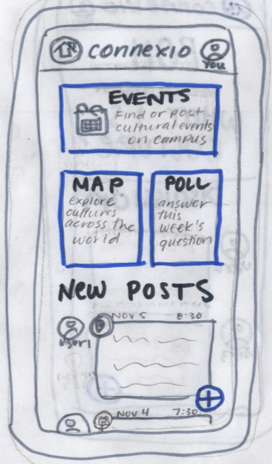 connexio
You
EVENTS
Find or post
cultural events
on campus
MAP
explore
cultures
across the
world
POLL
answer
this
week's
question
NEW POSTS
NOV 5 8:30
user1
NOV 4 7:30